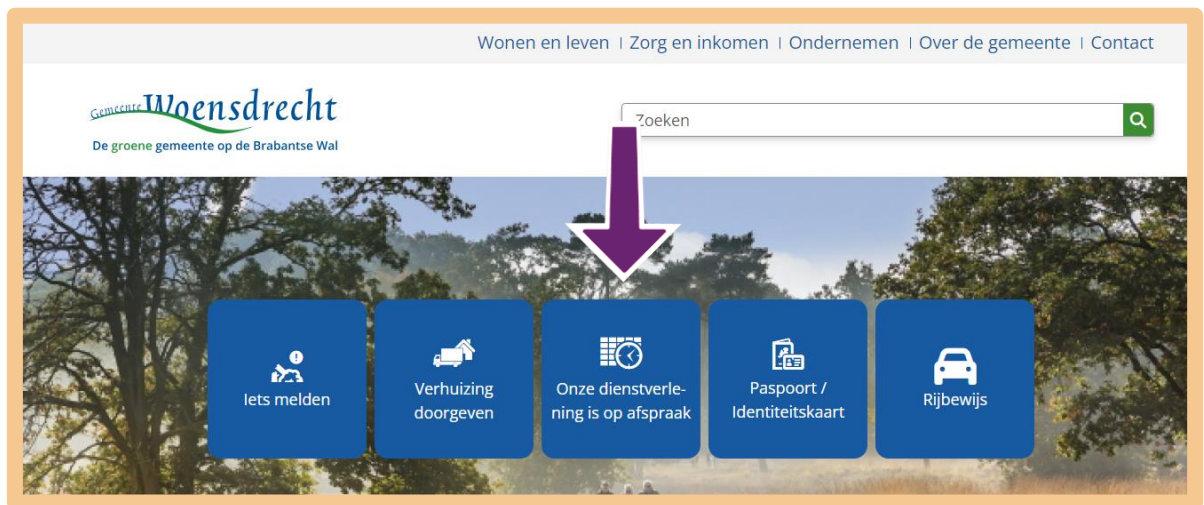 Wonen en leven | Zorg en inkomen | Ondernemen | Over de gemeente | Contact
Gemeente Woensdrecht
De groene gemeente op de Brabantse Wal
Zoeken
Iets melden
Verhuizing
doorgeven
Onze dienstverle-
ning is op afspraak
Paspoort /
Identiteitskaart
Rijbewijs